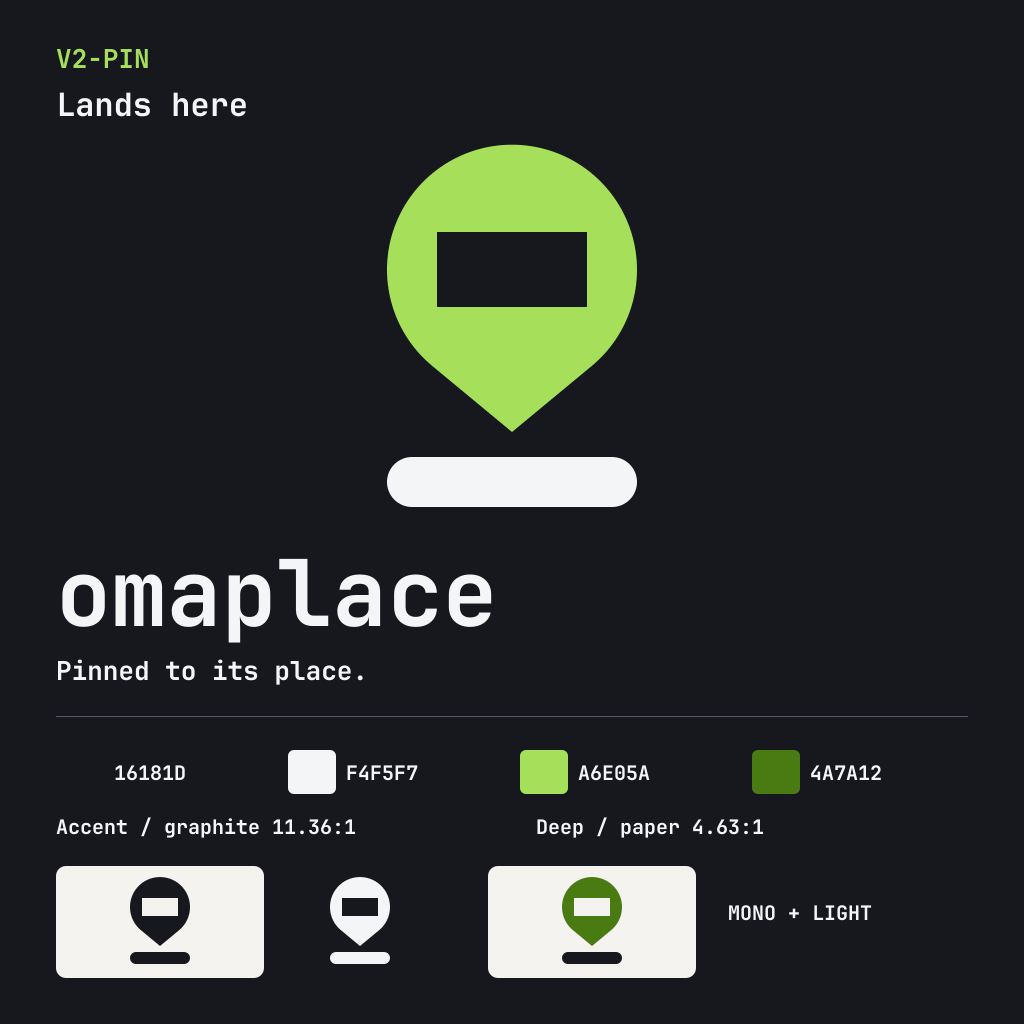 V2-PIN
Lands here
omaplace
Pinned to its place.
16181D F4F5F7 A6E05A 4A7A12
Accent / graphite 11.36:1 Deep / paper 4.63:1
MONO + LIGHT